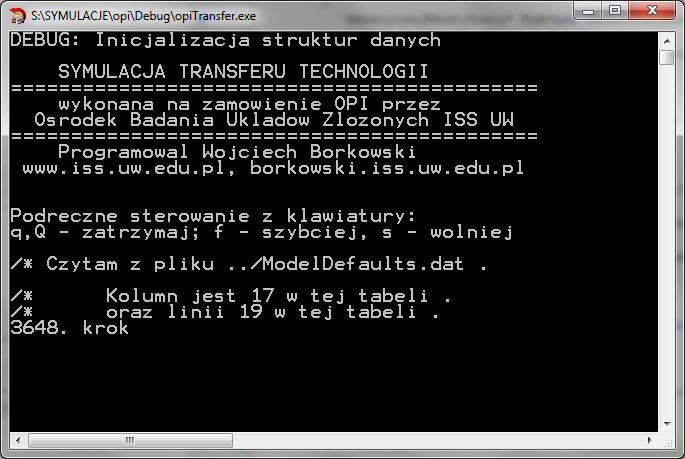 S:\SYMULACJE\opi\Debug\opiTransfer.exe
DEBUG: Inicjalizacja struktur danych
SYMULACJA TRANSFERU TECHNOLOGII
============================================
wykonana na zamowienie OPI przez
Osrodek Badania Ukladow Zlozonych ISS UW
============================================
Programowal Wojciech Borkowski
www.iss.uw.edu.pl, borkowski.iss.uw.edu.pl
Podreczne sterowanie z klawiatury:
q,Q - zatrzymaj; f - szybciej, s - wolniej
/* Czytam z pliku ../ModelDefaults.dat .
/* Kolumn jest 17 w tej tabeli .
/* oraz linii 19 w tej tabeli .
3648. krok